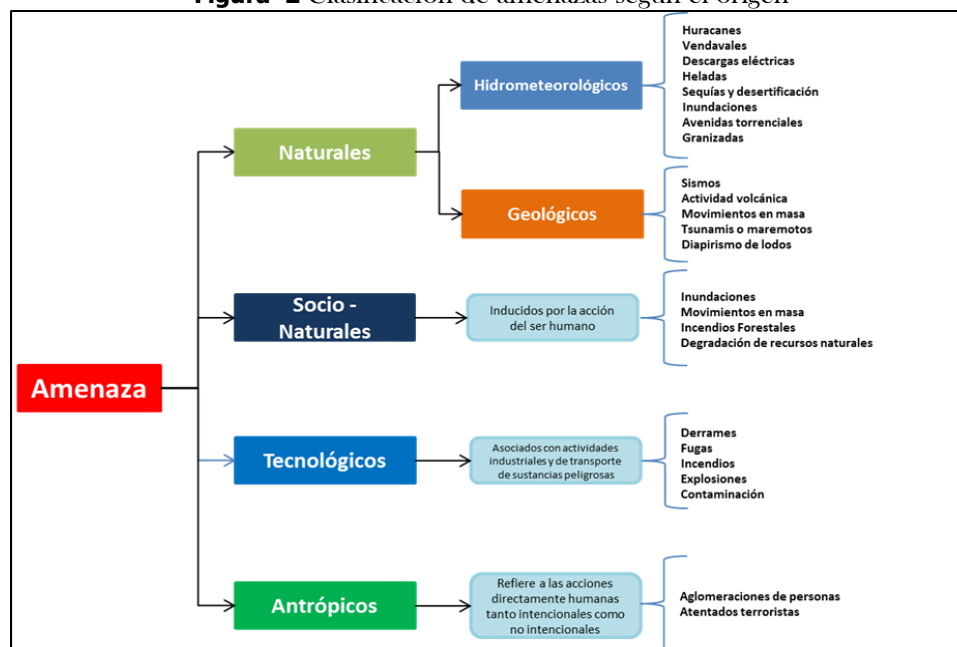 Figura 2 Clasificación de amenazas según el origen
Amenaza
Naturales
Hidrometeorológicos
Huracanes
Vendavales
Descargas eléctricas
Heladas
Sequías y desertificación
Inundaciones
Avenidas torrenciales
Granizadas
Geológicos
Sismos
Actividad volcánica
Movimientos en masa
Tsunamis o maremotos
Diapirismo de lodos
Socio -
Naturales
Inducidos por la acción
del ser humano
Inundaciones
Movimientos en masa
Incendios Forestales
Degradación de recursos naturales
Tecnológicos
Asociados con actividades
industriales y de transporte
de sustancias peligrosas
Derrames
Fugas
Incendios
Explosiones
Contaminación
Antrópicos
Refiere a las acciones
directamente humanas
tanto intencionales como
no intencionales
Aglomeraciones de personas
Atentados terroristas